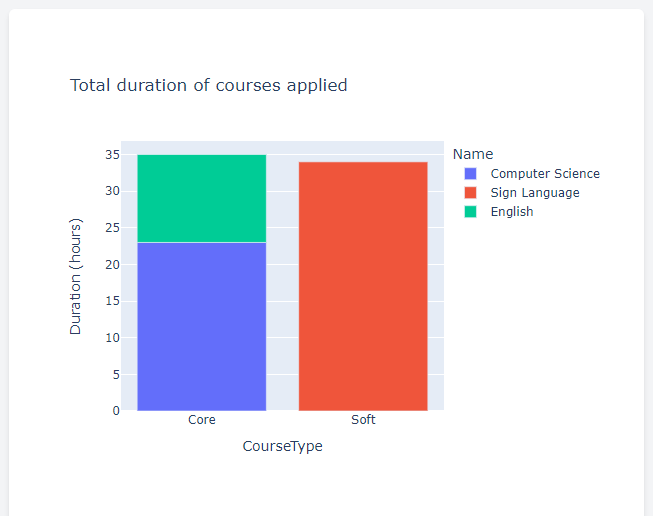 Total duration of courses applied
Name
Computer Science
Sign Language
English
Duration (hours)
35
30
25
20
15
10
5
0
Core
Soft
CourseType